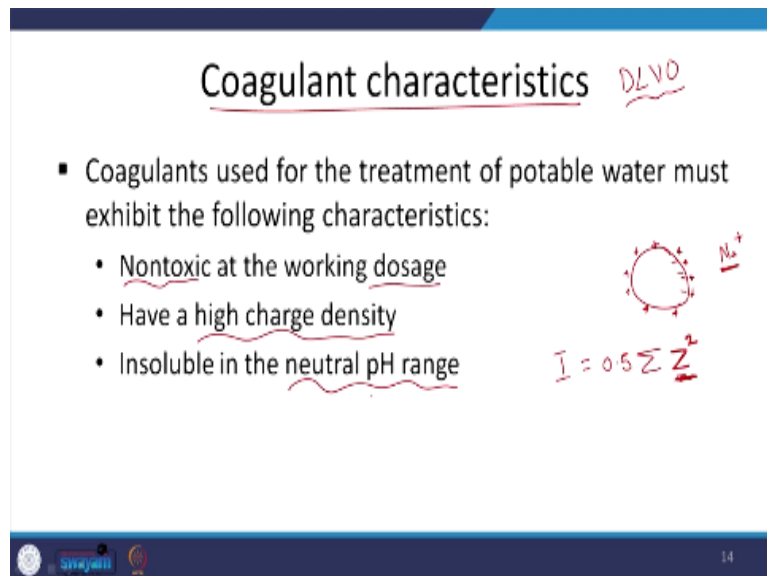 Coagulant characteristics DLVO
▪ Coagulants used for the treatment of potable water must
exhibit the following characteristics:
• Nontoxic at the working dosage
• Have a high charge density
• Insoluble in the neutral pH range
Na⁺
I = 0.5 Σ Z²
swayam
14